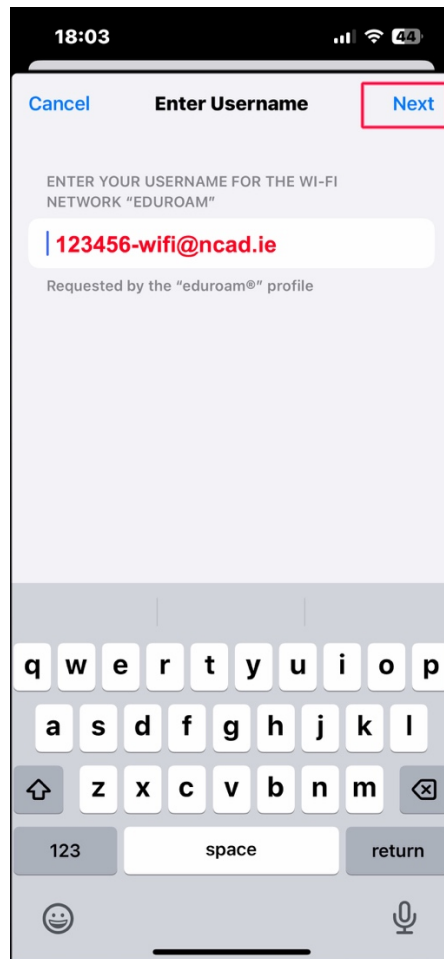 18:03 44
Cancel Enter Username Next
ENTER YOUR USERNAME FOR THE WI-FI
NETWORK “EDUROAM”
123456-wifi@ncad.ie
Requested by the “eduroam®” profile
q w e r t y u i o p
a s d f g h j k l
z x c v b n m
123 space return